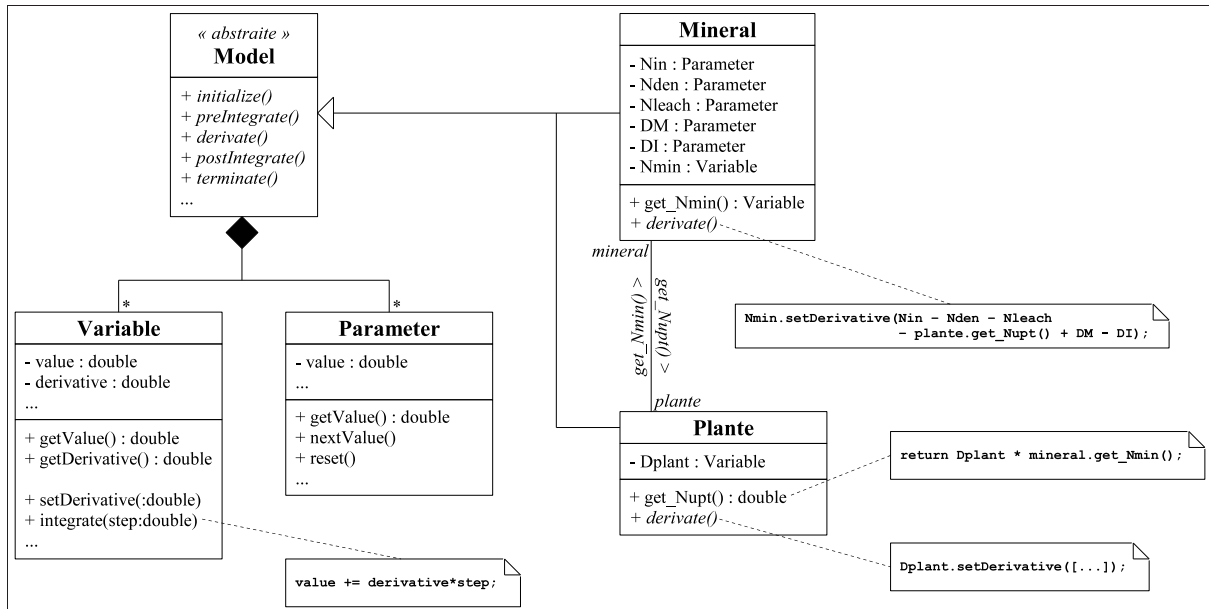 « abstraite »
Model
+ initialize()
+ preIntegrate()
+ derivate()
+ postIntegrate()
+ terminate()
...
Mineral
- Nin : Parameter
- Nden : Parameter
- Nleach : Parameter
- DM : Parameter
- DI : Parameter
- Nmin : Variable
+ get_Nmin() : Variable
+ derivate()
mineral
get_Nupt() >
get_Nmin() >
plante
Nmin.setDerivative(Nin – Nden – Nleach
– plante.get_Nupt() + DM – DI);
*
*
Variable
- value : double
- derivative : double
...
+ getValue() : double
+ getDerivative() : double
+ setDerivative(:double)
+ integrate(step:double)
...
Parameter
- value : double
...
+ getValue() : double
+ nextValue()
+ reset()
...
value += derivative*step;
Plante
- Dplant : Variable
+ get_Nupt() : double
+ derivate()
return Dplant * mineral.get_Nmin();
Dplant.setDerivative([...]);